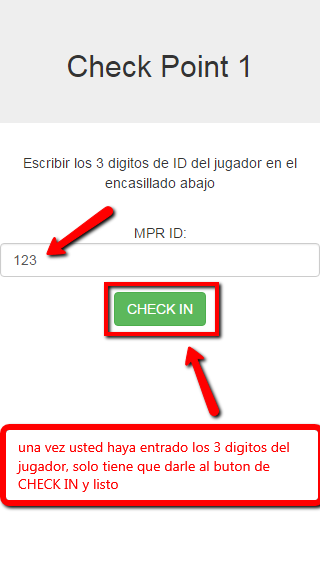 Check Point 1
Escribir los 3 digitos de ID del jugador en el
encasillado abajo
MPR ID:
123
CHECK IN
una vez usted haya entrado los 3 digitos del
jugador, solo tiene que darle al buton de
CHECK IN y listo